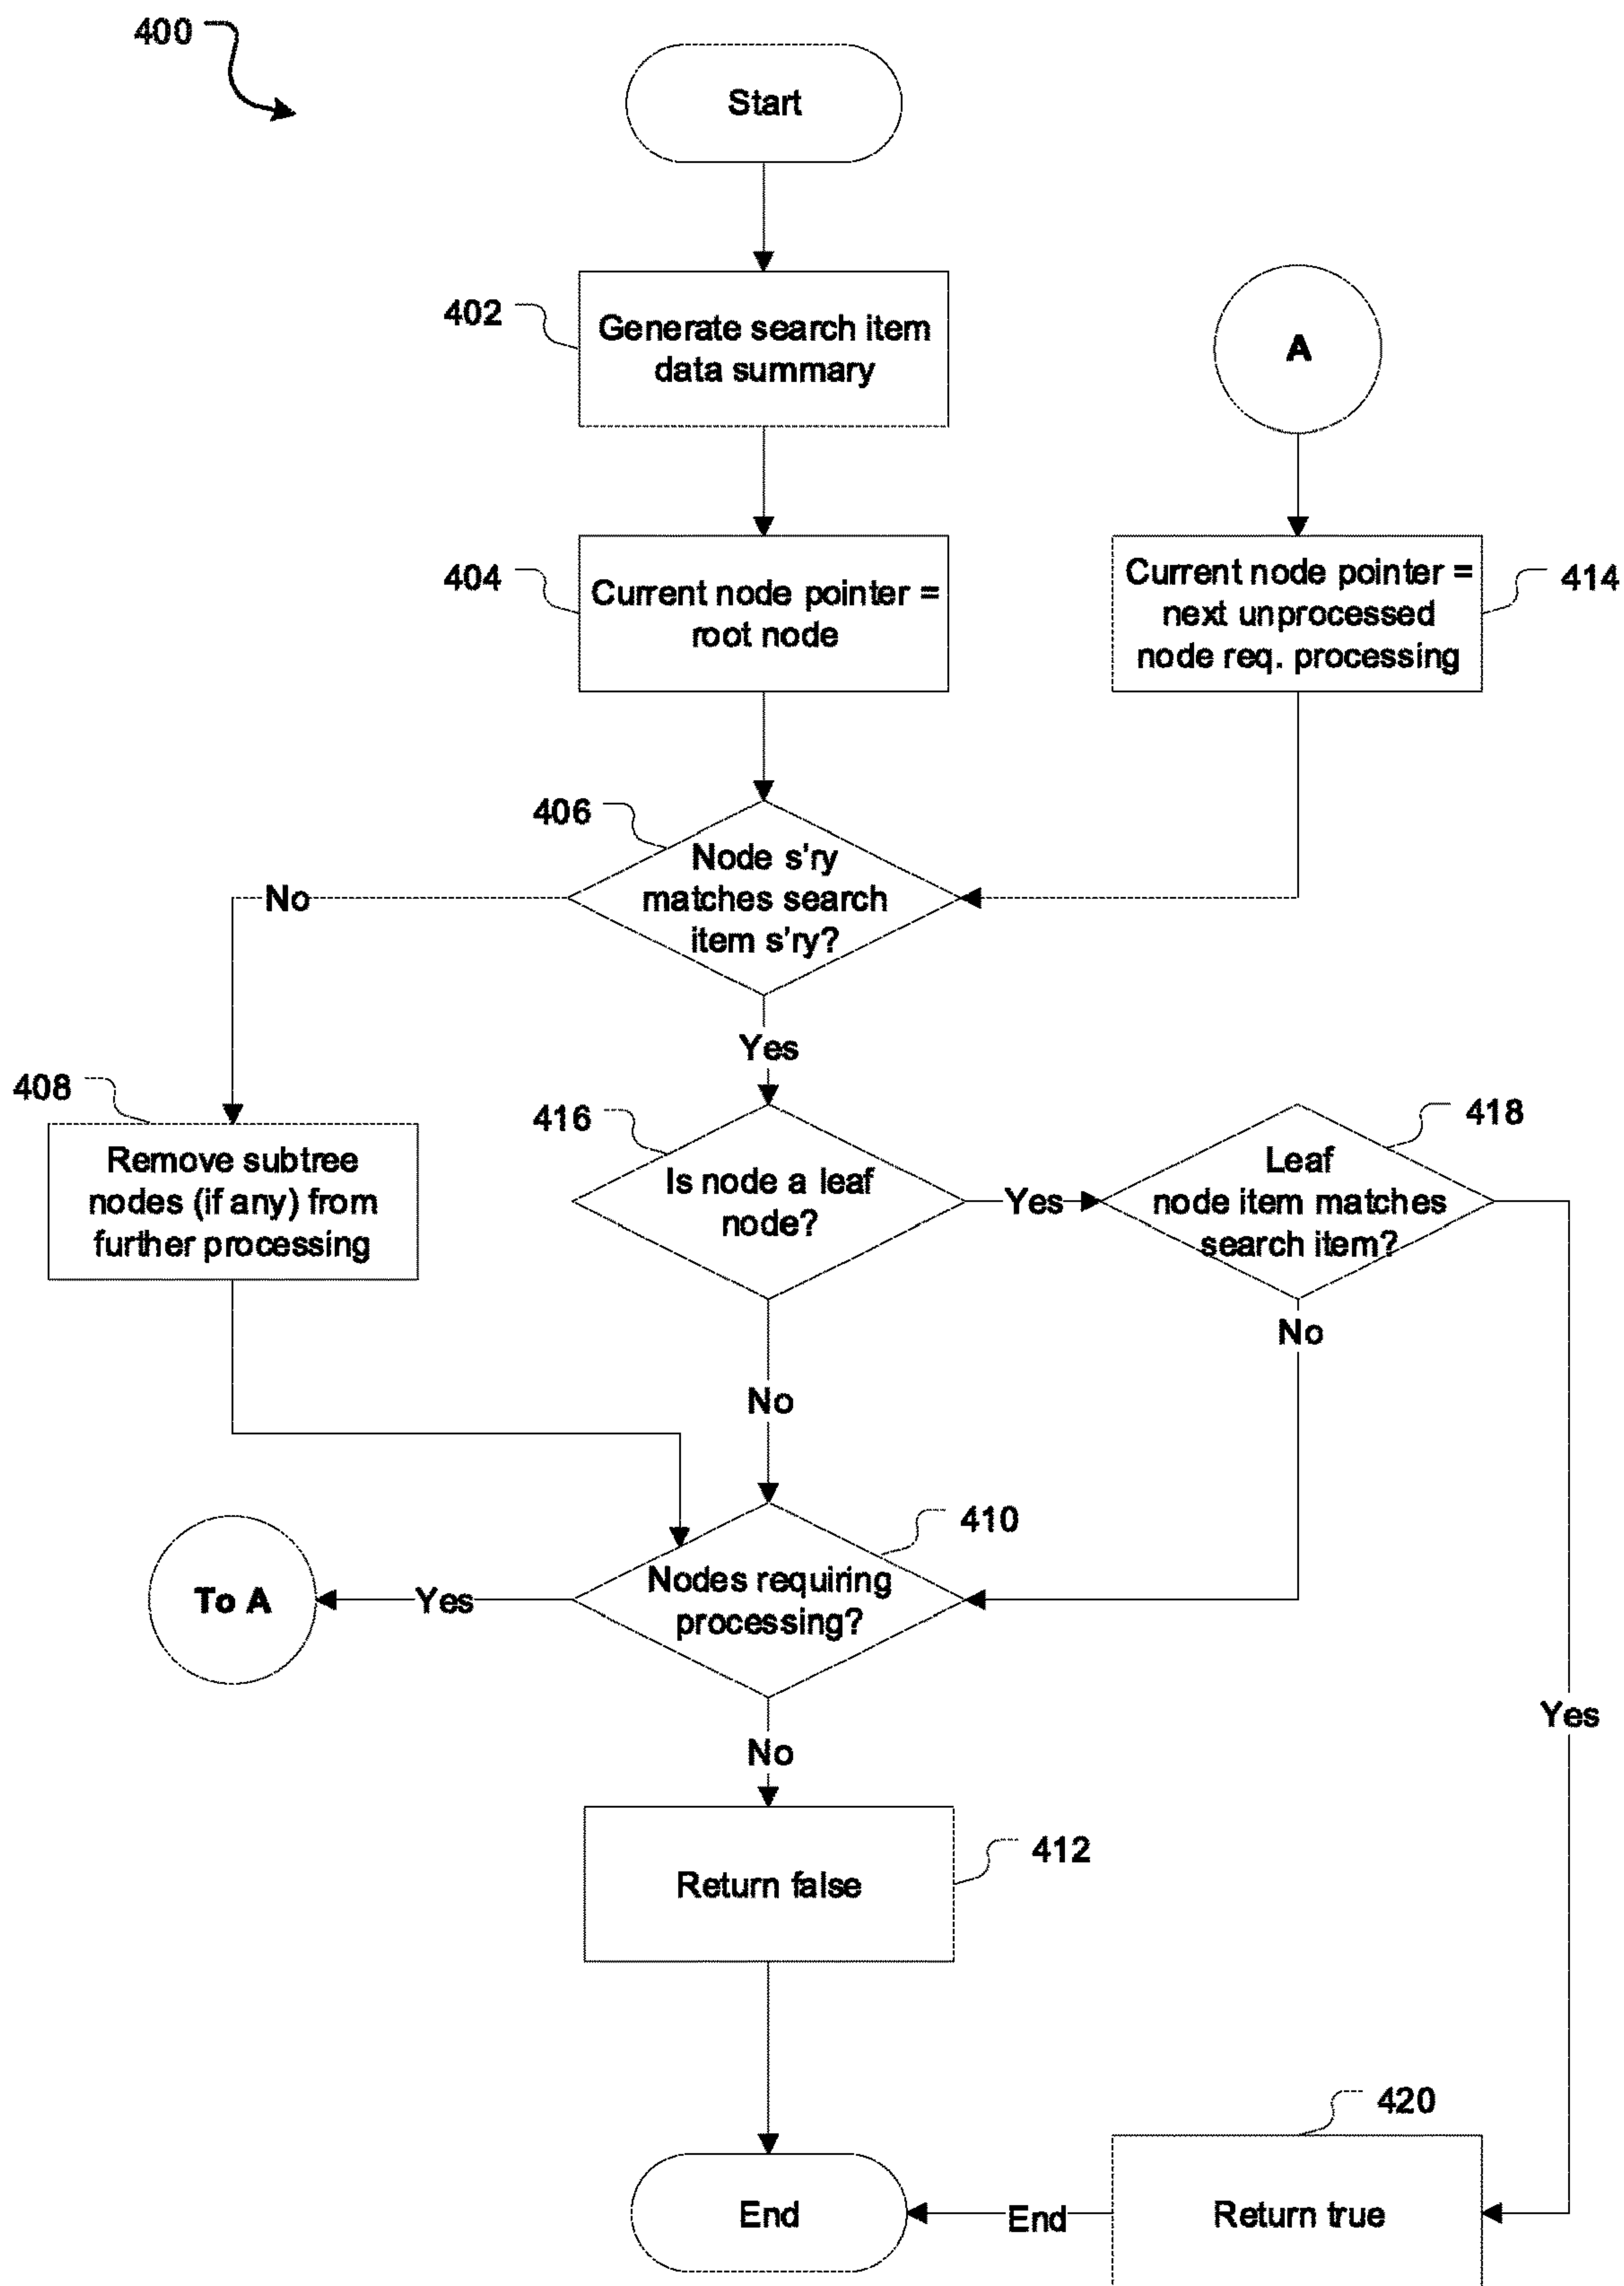 400
Start
402
Generate search item
data summary
A
404
Current node pointer =
root node
Current node pointer =
next unprocessed
node req. processing
414
406
Node s'ry
matches search
item s'ry?
No
Yes
408
Remove subtree
nodes (if any) from
further processing
416
Is node a leaf
node?
Yes
418
Leaf
node item matches
search item?
No
No
Yes
410
Nodes requiring
processing?
Yes
To A
No
412
Return false
420
Return true
End
End